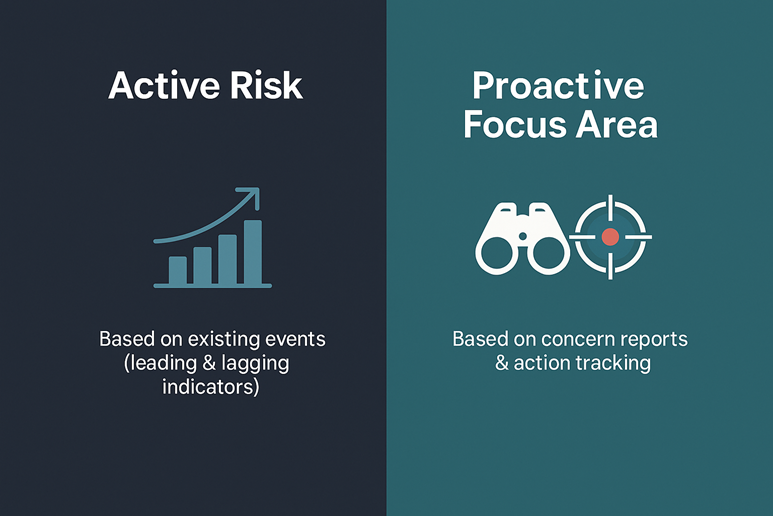 Active Risk
Based on existing events
(leading & lagging
indicators)
Proactive
Focus Area
Based on concern reports
& action tracking